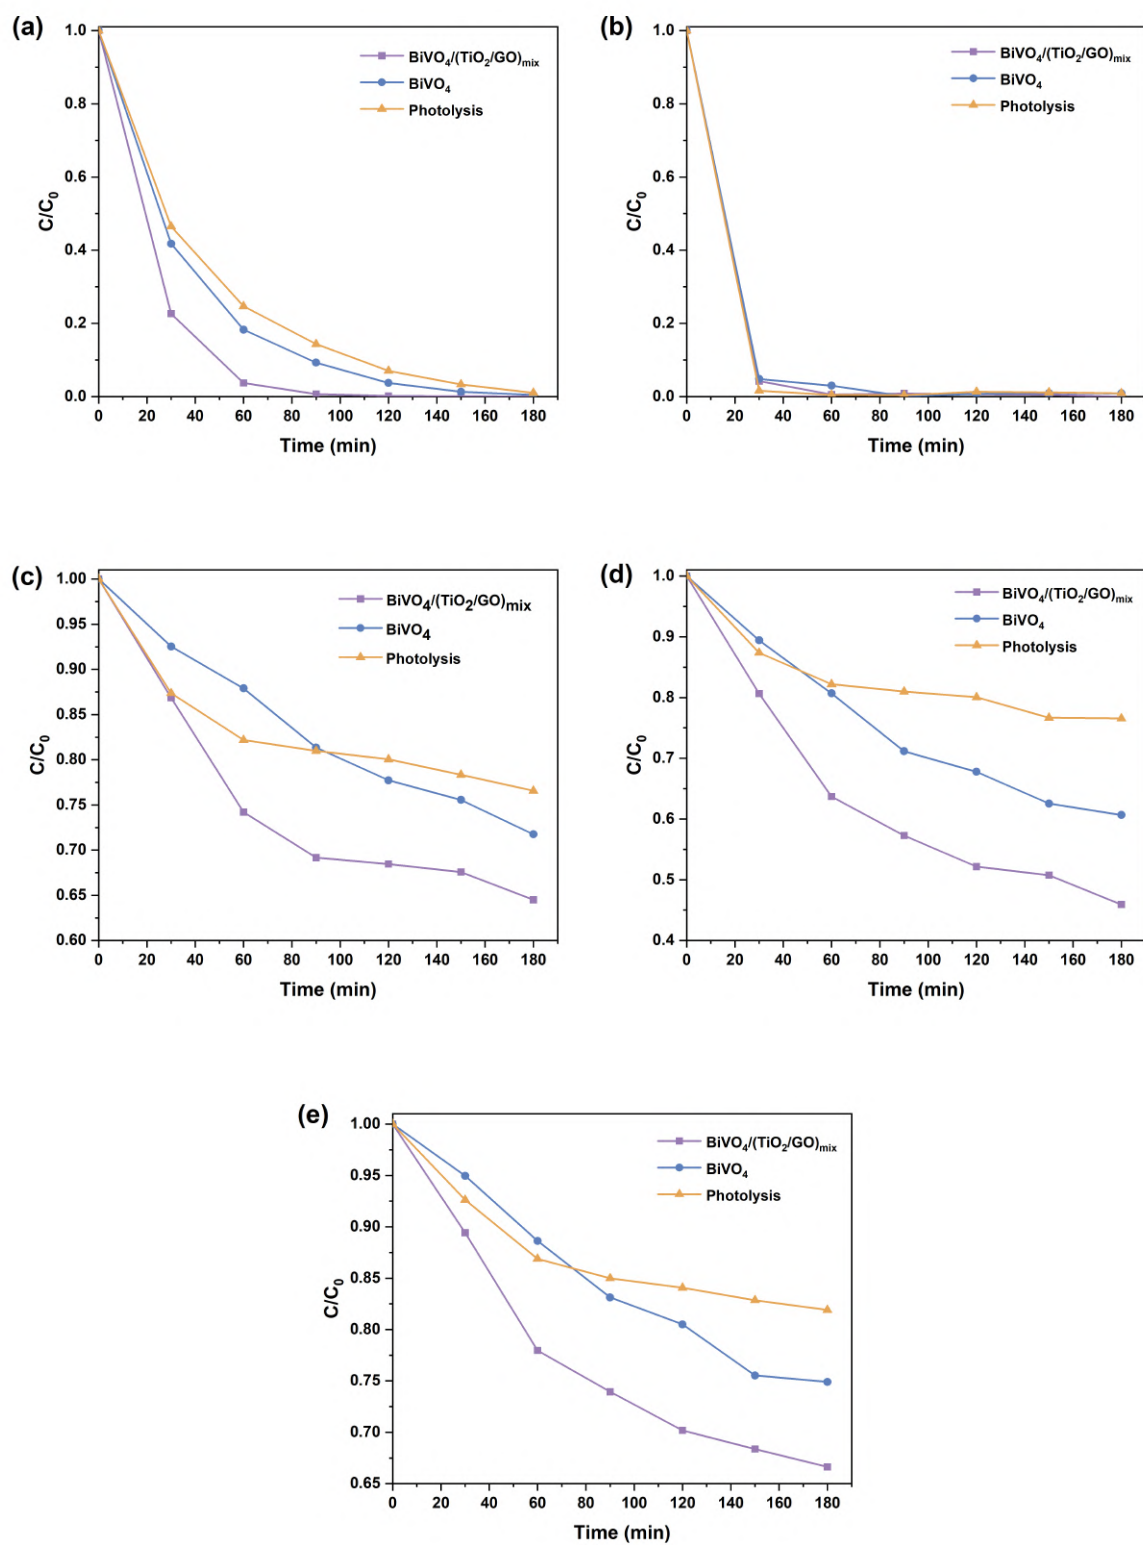 (a)
1.0
0.8
0.6
0.4
0.2
0.0
C/C₀
BiVO₄/(TiO₂/GO)ₘᵢₓ
BiVO₄
Photolysis
0 20 40 60 80 100 120 140 160 180
Time (min)
(b)
1.0
0.8
0.6
0.4
0.2
0.0
C/C₀
BiVO₄/(TiO₂/GO)ₘᵢₓ
BiVO₄
Photolysis
0 20 40 60 80 100 120 140 160 180
Time (min)
(c)
1.00
0.95
0.90
0.85
0.80
0.75
0.70
0.65
0.60
C/C₀
BiVO₄/(TiO₂/GO)ₘᵢₓ
BiVO₄
Photolysis
0 20 40 60 80 100 120 140 160 180
Time (min)
(d)
1.0
0.9
0.8
0.7
0.6
0.5
0.4
C/C₀
BiVO₄/(TiO₂/GO)ₘᵢₓ
BiVO₄
Photolysis
0 20 40 60 80 100 120 140 160 180
Time (min)
(e)
1.00
0.95
0.90
0.85
0.80
0.75
0.70
0.65
C/C₀
BiVO₄/(TiO₂/GO)ₘᵢₓ
BiVO₄
Photolysis
0 20 40 60 80 100 120 140 160 180
Time (min)